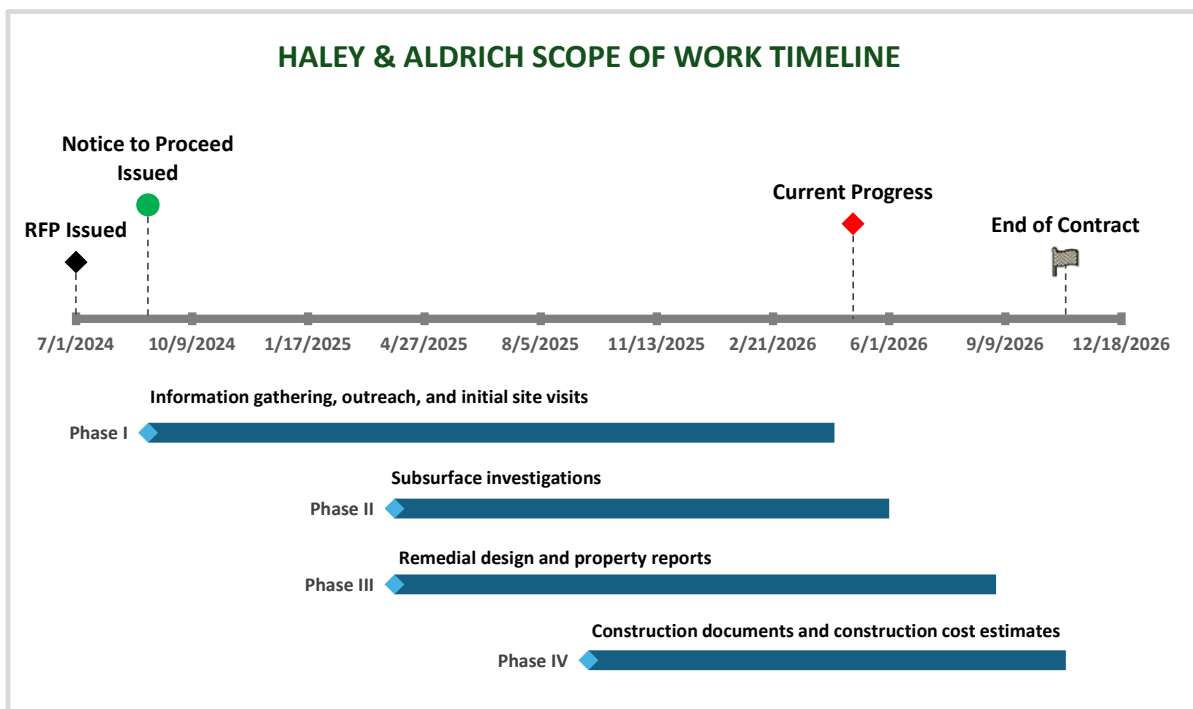 HALEY & ALDRICH SCOPE OF WORK TIMELINE
Notice to Proceed
Issued
RFP Issued
Current Progress
End of Contract
7/1/2024
10/9/2024
1/17/2025
4/27/2025
8/5/2025
11/13/2025
2/21/2026
6/1/2026
9/9/2026
12/18/2026
Information gathering, outreach, and initial site visits
Phase I
Subsurface investigations
Phase II
Remedial design and property reports
Phase III
Construction documents and construction cost estimates
Phase IV